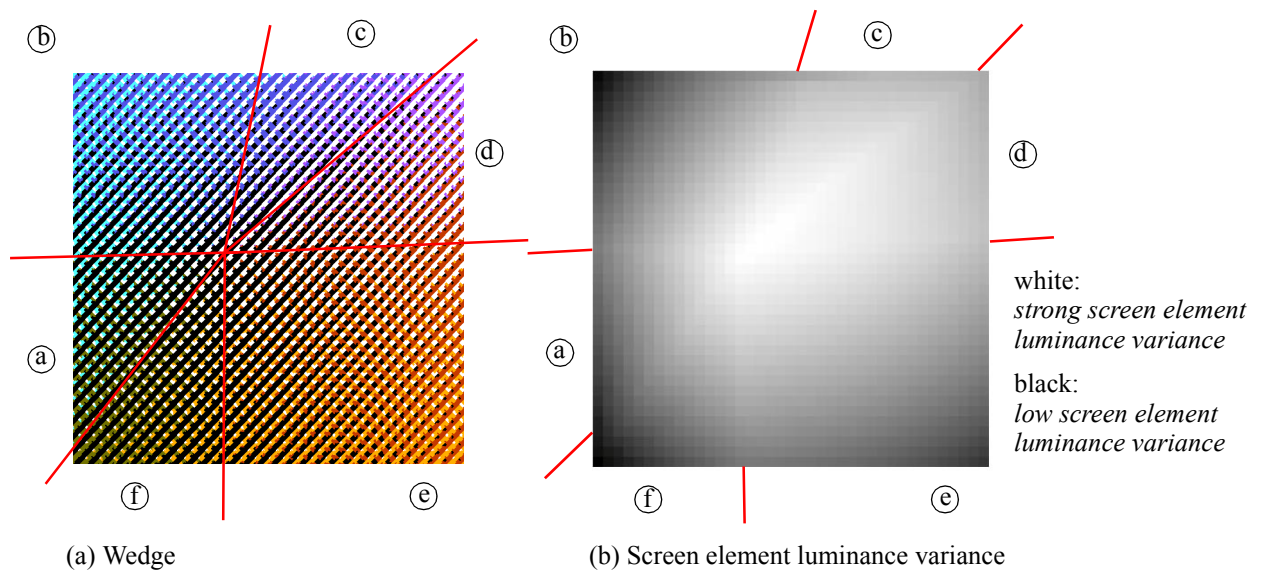 b
c
d
a
f
e
(a) Wedge
b
c
d
a
f
e
white:
strong screen element
luminance variance
black:
low screen element
luminance variance
(b) Screen element luminance variance